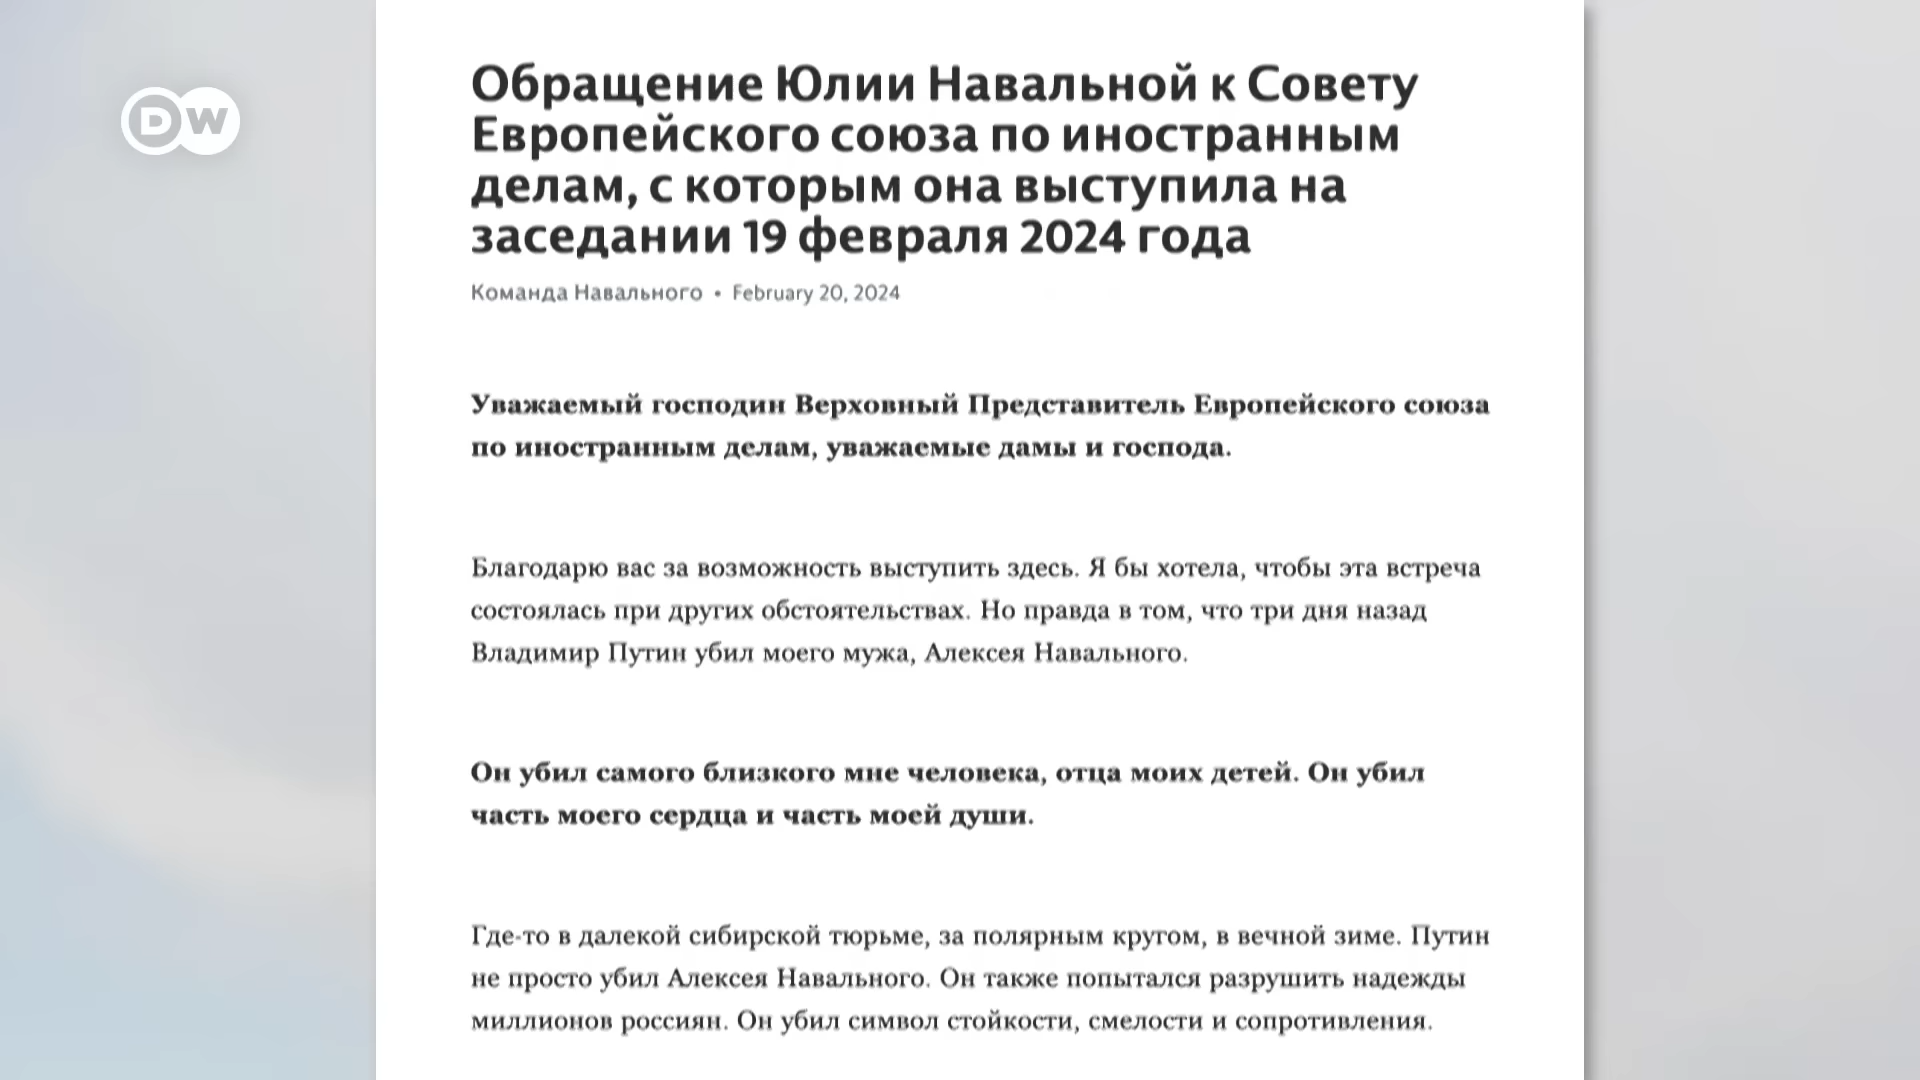 DW
Обращение Юлии Навальной к Совету
Европейского союза по иностранным
делам, с которым она выступила на
заседании 19 февраля 2024 года
Команда Навального • February 20, 2024
Уважаемый господин Верховный Представитель Европейского союза
по иностранным делам, уважаемые дамы и господа.
Благодарю вас за возможность выступить здесь. Я бы хотела, чтобы эта встреча
состоялась при других обстоятельствах. Но правда в том, что три дня назад
Владимир Путин убил моего мужа, Алексея Навального.
Он убил самого близкого мне человека, отца моих детей. Он убил
часть моего сердца и часть моей души.
Где-то в далекой сибирской тюрьме, за полярным кругом, в вечной зиме. Путин
не просто убил Алексея Навального. Он также попытался разрушить надежды
миллионов россиян. Он убил символ стойкости, смелости и сопротивления.